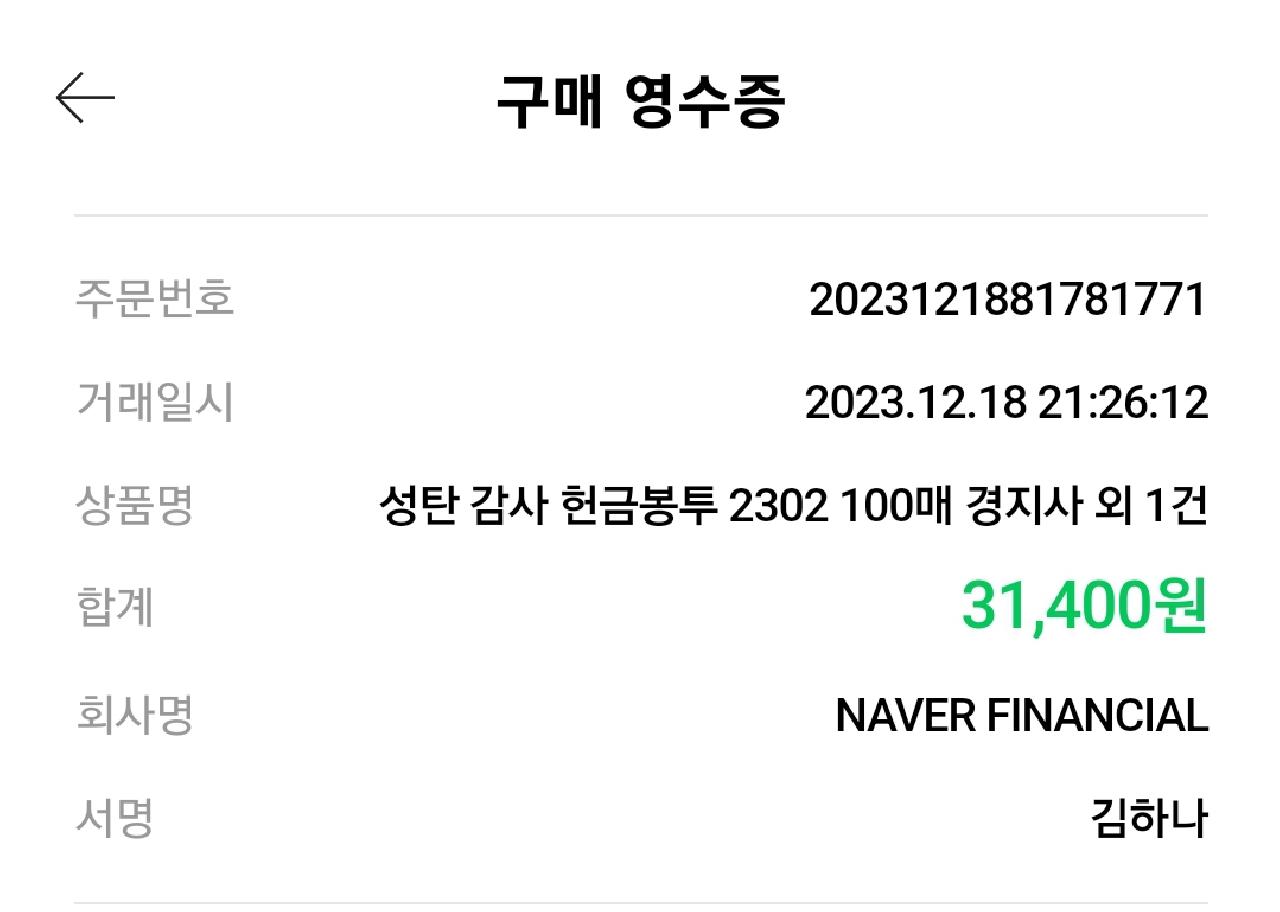 구매 영수증
주문번호 2023121881781771
거래일시 2023.12.18 21:26:12
상품명 성탄 감사 헌금봉투 2302 100매 경지사 외 1건
합계 31,400원
회사명 NAVER FINANCIAL
서명 김하나